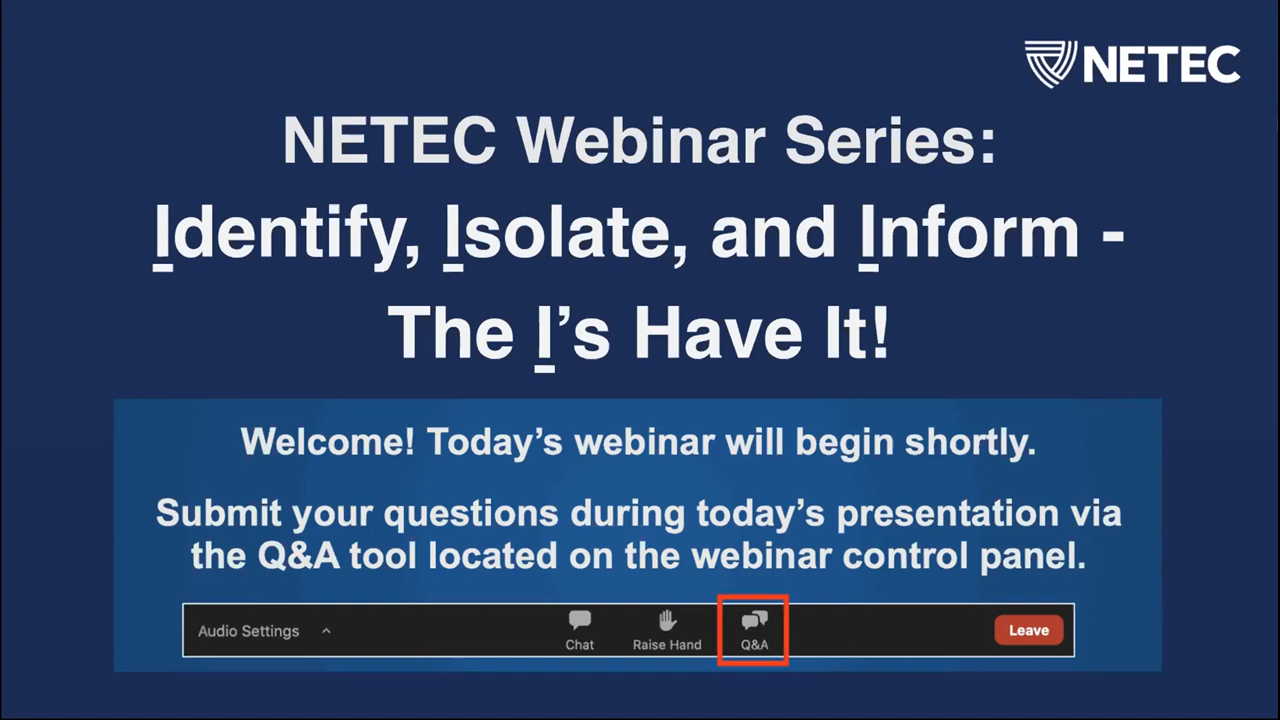 NETEC
NETEC Webinar Series:
Identify, Isolate, and Inform -
The I’s Have It!
Welcome! Today’s webinar will begin shortly.
Submit your questions during today’s presentation via
the Q&A tool located on the webinar control panel.
Audio Settings
Chat
Raise Hand
Q&A
Leave